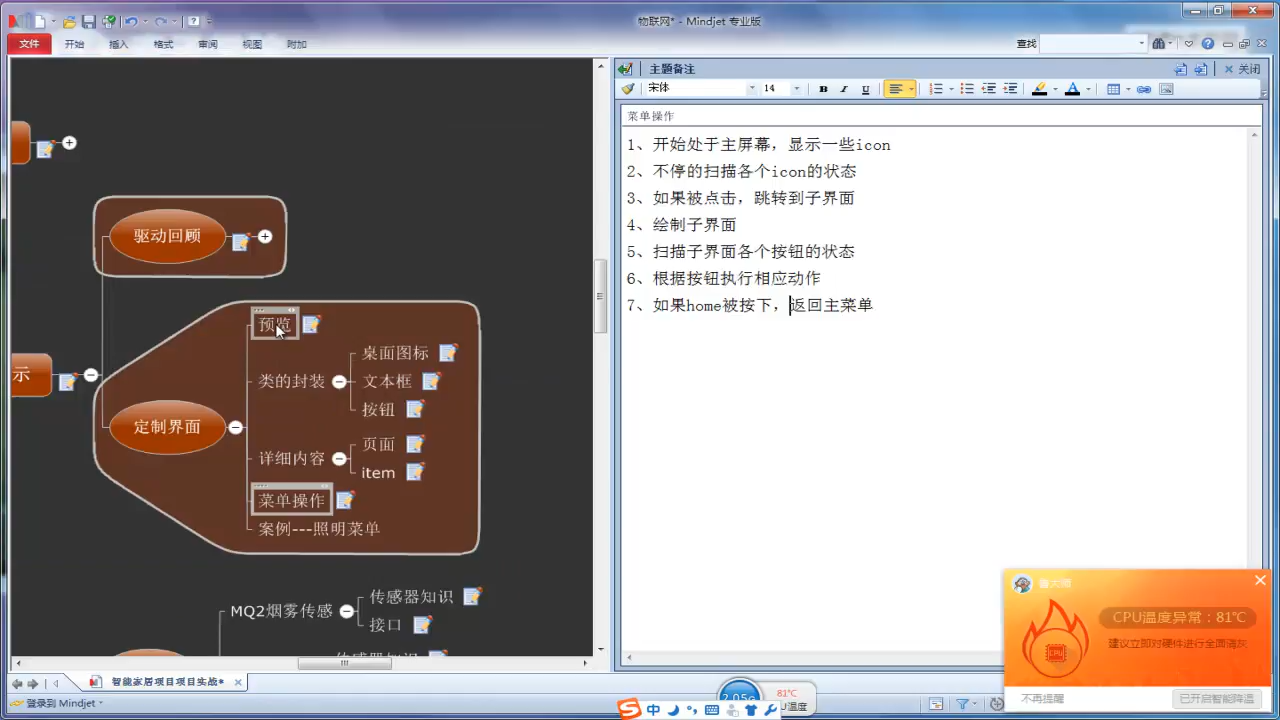 物联网* - Mindjet 专业版
文件 开始 插入 格式 审阅 视图 附加
查找
主题备注
关闭
宋体 14 B I U
菜单操作
1、开始处于主屏幕，显示一些icon
2、不停的扫描各个icon的状态
3、如果被点击，跳转到子界面
4、绘制子界面
5、扫描子界面各个按钮的状态
6、根据按钮执行相应动作
7、如果home被按下，返回主菜单
驱动回顾
示
定制界面
预览
类的封装
桌面图标
文本框
按钮
详细内容
页面
item
菜单操作
案例---照明菜单
MQ2烟雾传感
传感器知识
接口
智能家居项目项目实战*
登录到 Mindjet
2.05G
81℃
中
鲁大师
CPU温度异常：81℃
建议立即对硬件进行全面清灰
CPU
不再提醒
已开启智能降温